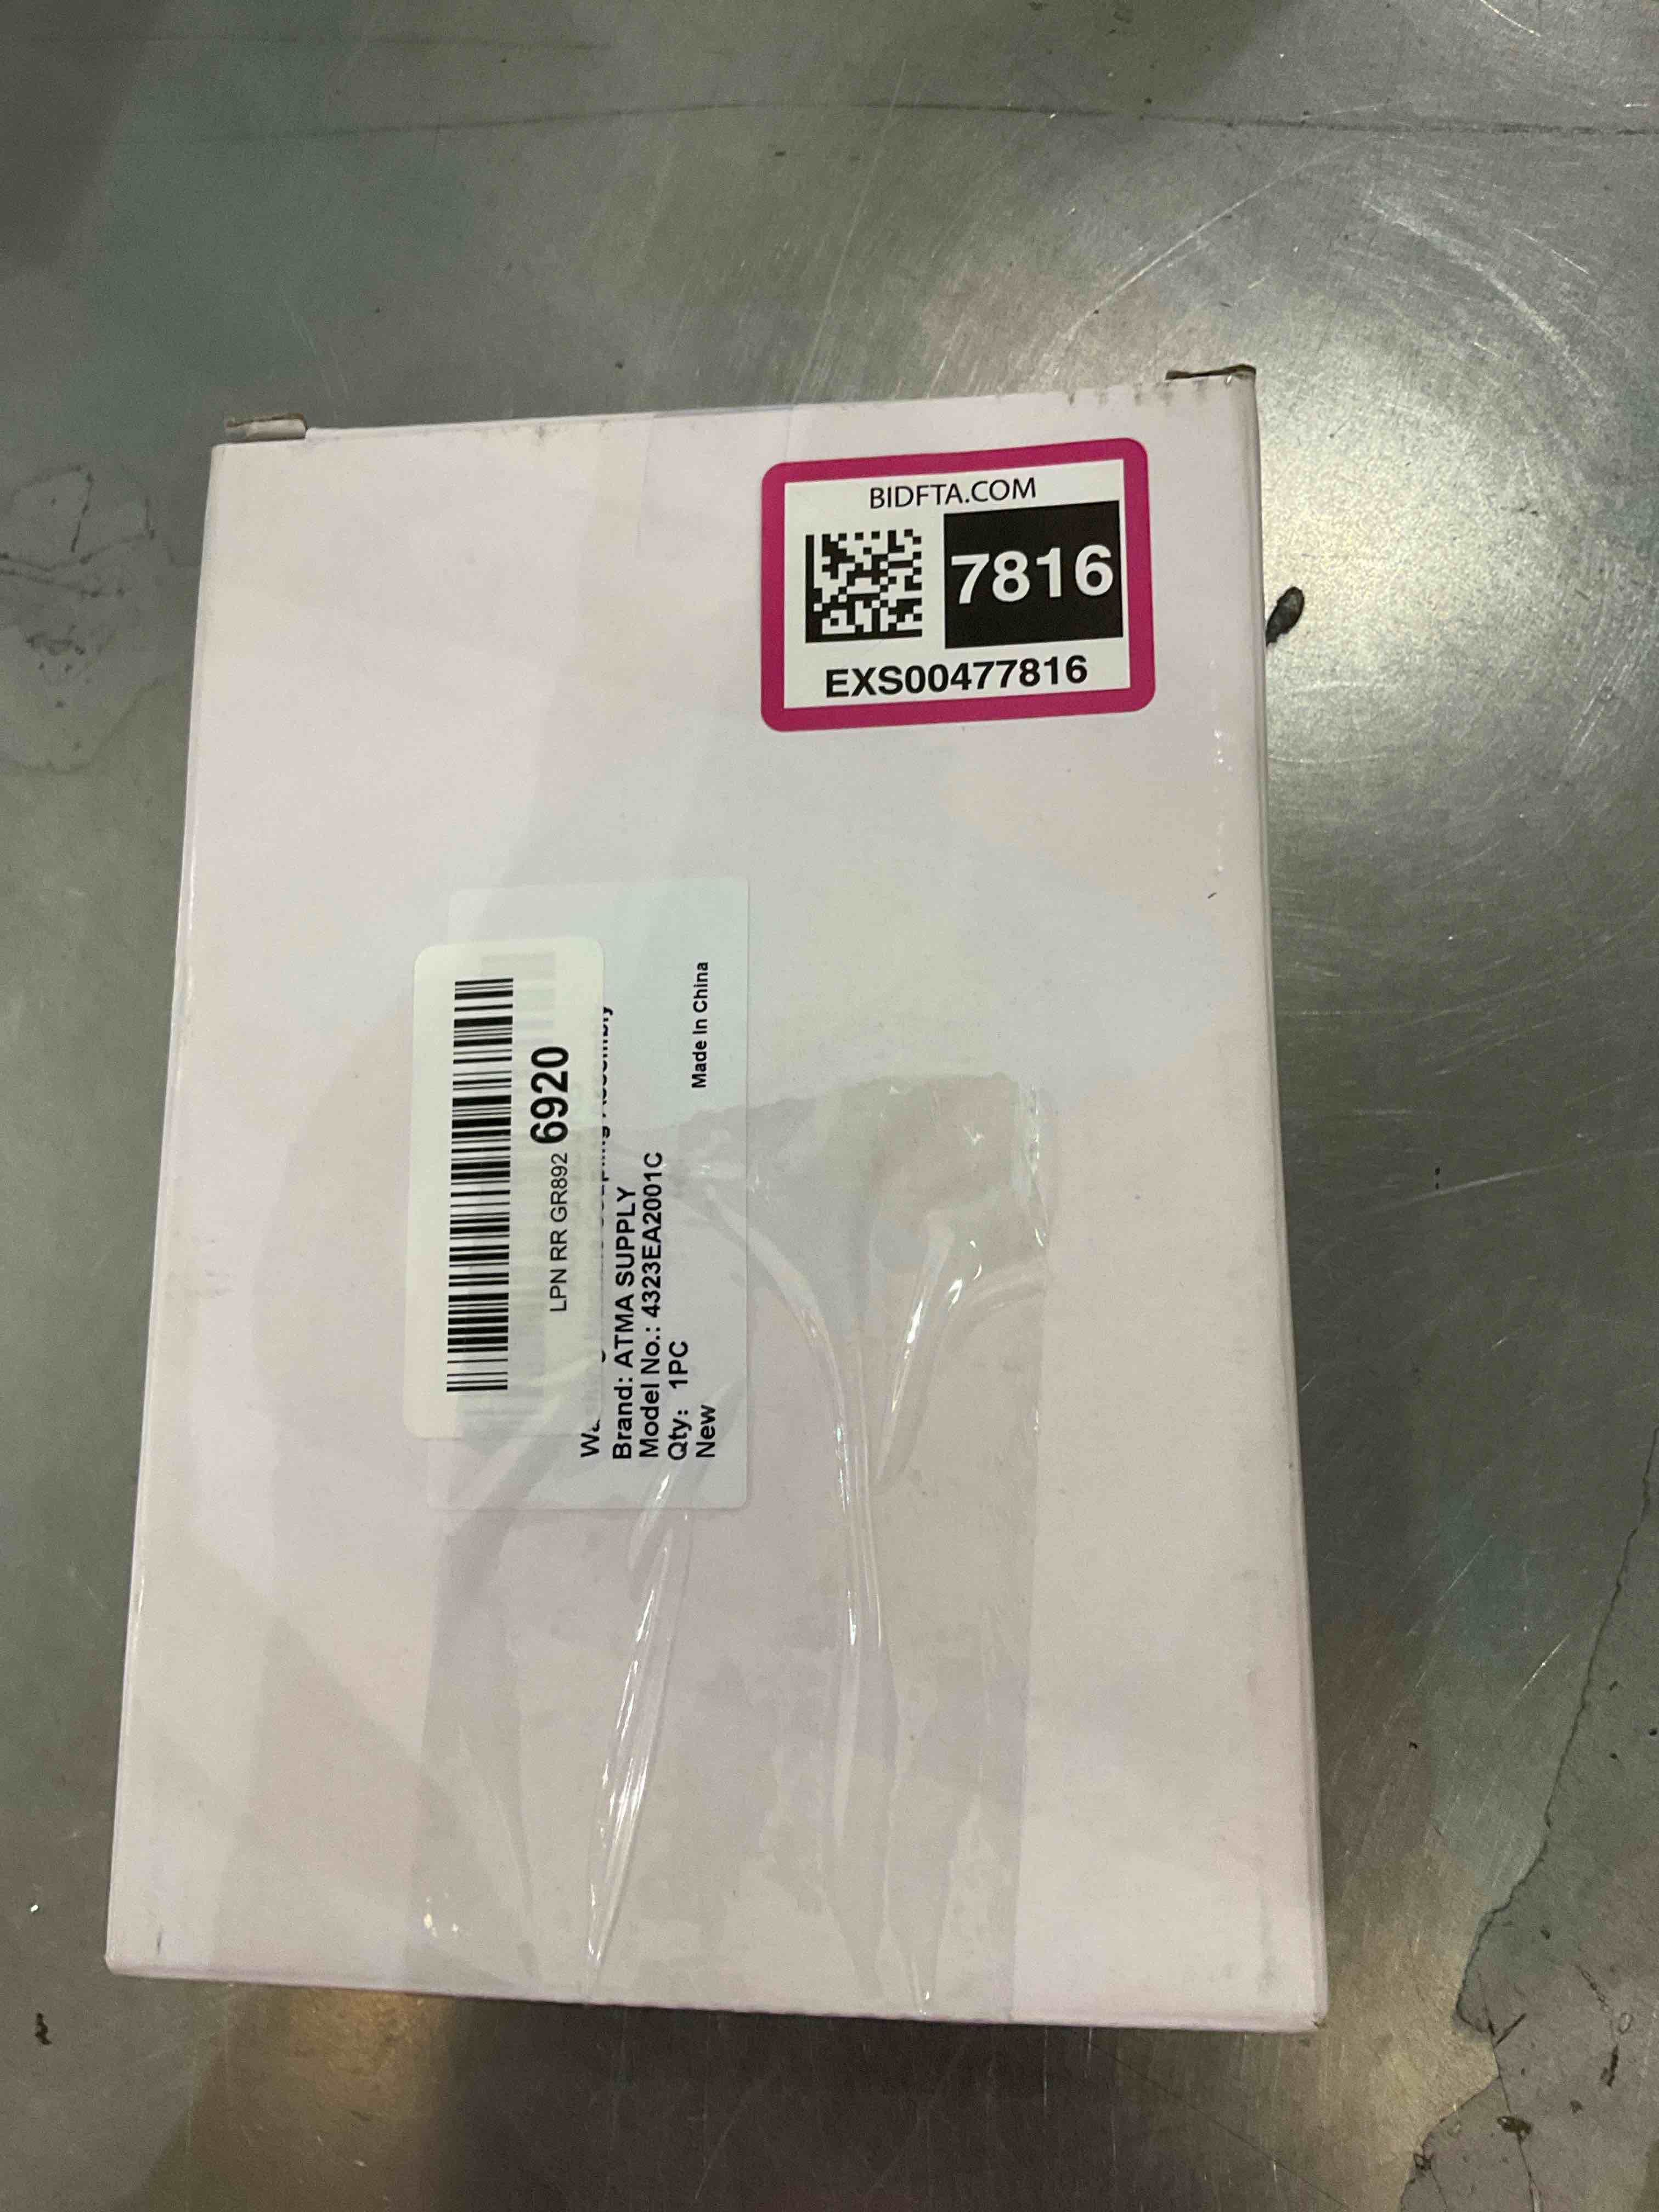 BIDFTA.COM
7816
EXS00477816
LPN RR GR892 6920
Assembly
Brand: ATMA SUPPLY
Model No.: 4323EA2001C
Qty: 1PC
New
Made In China